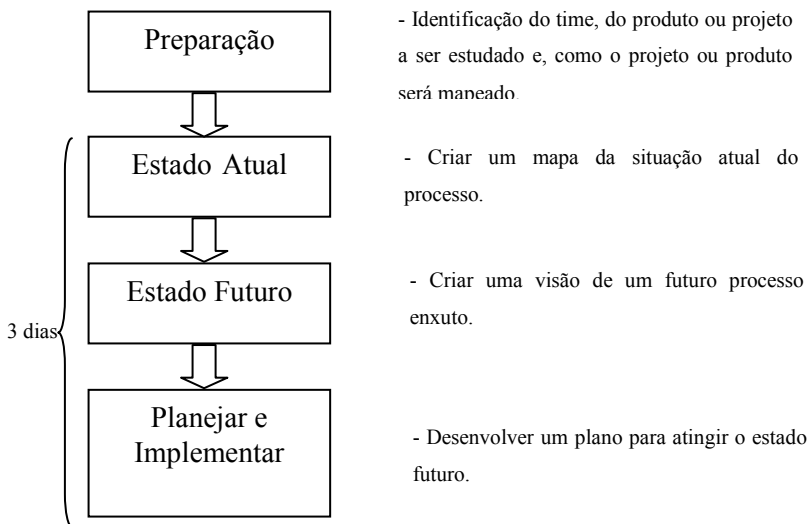 Preparação
- Identificação do time, do produto ou projeto
a ser estudado e, como o projeto ou produto
será mapeado.
Estado Atual
- Criar um mapa da situação atual do
processo.
Estado Futuro
- Criar uma visão de um futuro processo
enxuto.
3 dias
Planejar e
Implementar
- Desenvolver um plano para atingir o estado
futuro.